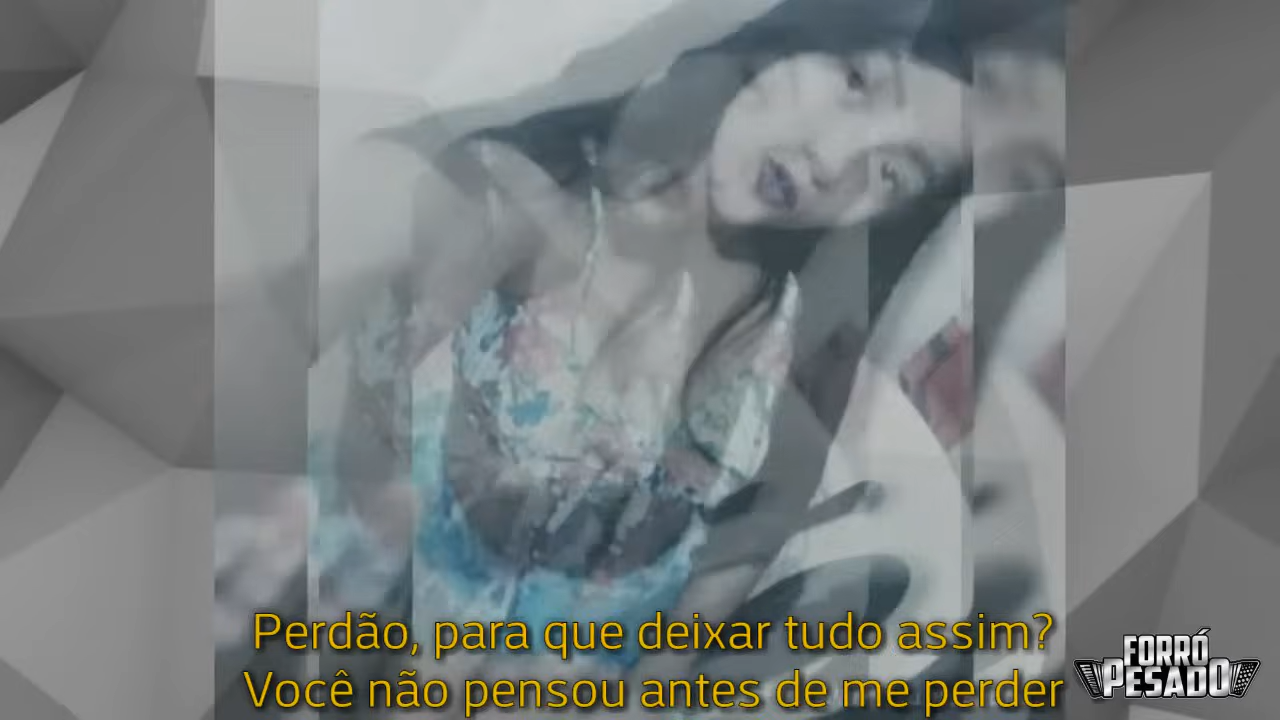 Perdão, para que deixar tudo assim?
Você não pensou antes de me perder
FORRÓ
PESADO